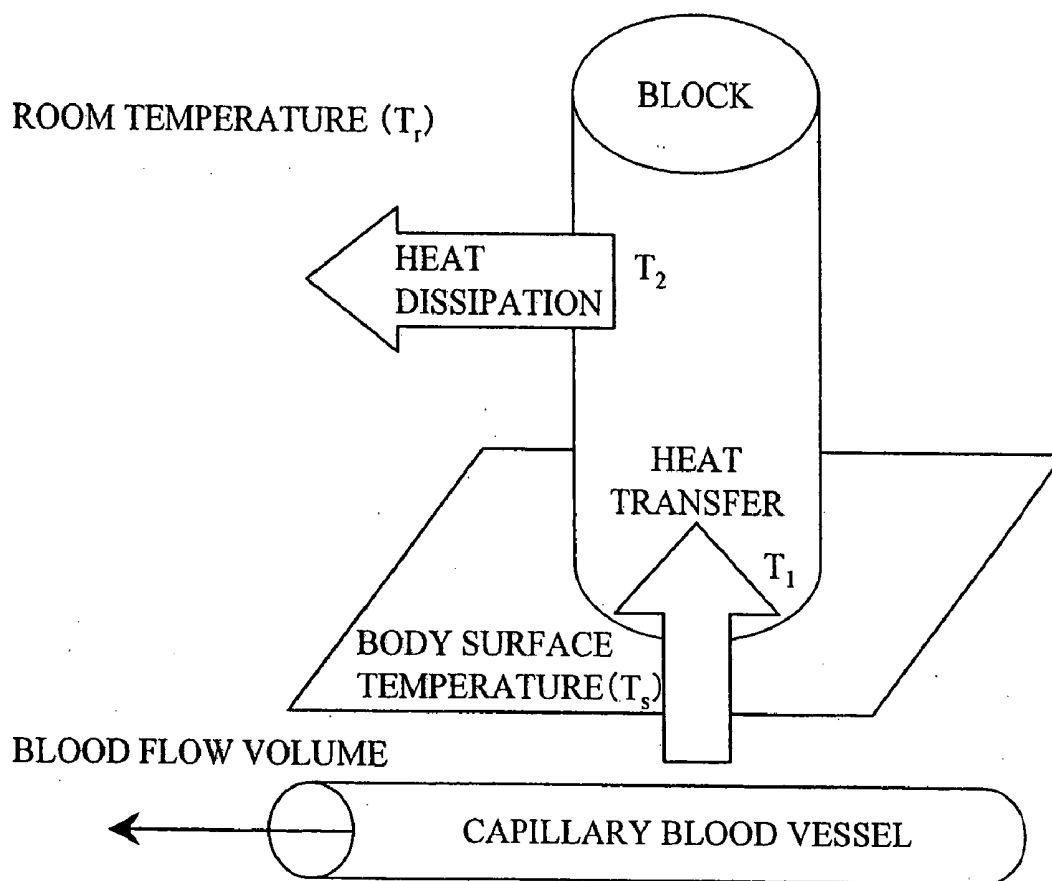 BLOCK
ROOM TEMPERATURE (Tr)
HEAT
DISSIPATION
T2
HEAT
TRANSFER
T1
BODY SURFACE
TEMPERATURE (Ts)
BLOOD FLOW VOLUME
CAPILLARY BLOOD VESSEL